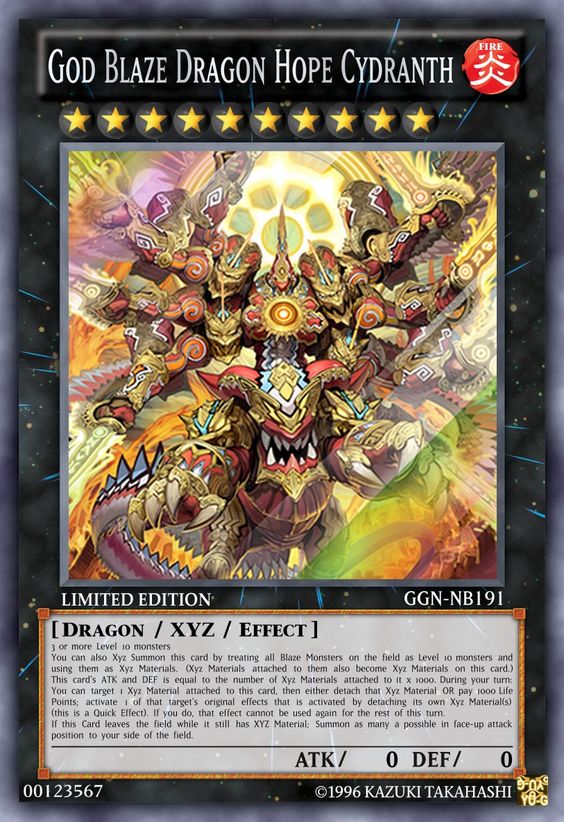 GOD BLAZE DRAGON HOPE CYDRANTH
FIRE
炎
LIMITED EDITION
GGN-NB191
[ DRAGON / XYZ / EFFECT ]
3 or more Level 10 monsters
You can also Xyz Summon this card by treating all Blaze Monsters on the field as Level 10 monsters and
using them as Xyz Materials. (Xyz Materials attached to them also become Xyz Materials on this card.)
This card's ATK and DEF is equal to the number of Xyz Materials attached to it x 1000. During your turn:
You can target 1 Xyz Material attached to this card, then either detach that Xyz Material OR pay 1000 Life
Points; activate 1 of that target's original effects that is activated by detaching its own Xyz Material(s)
(this is a Quick Effect). If you do, that effect cannot be used again for the rest of this turn.
If this Card leaves the field while it still has XYZ Material; Summon as many a possible in face-up attack
position to your side of the field.
ATK/ 0 DEF/ 0
00123567
©1996 KAZUKI TAKAHASHI